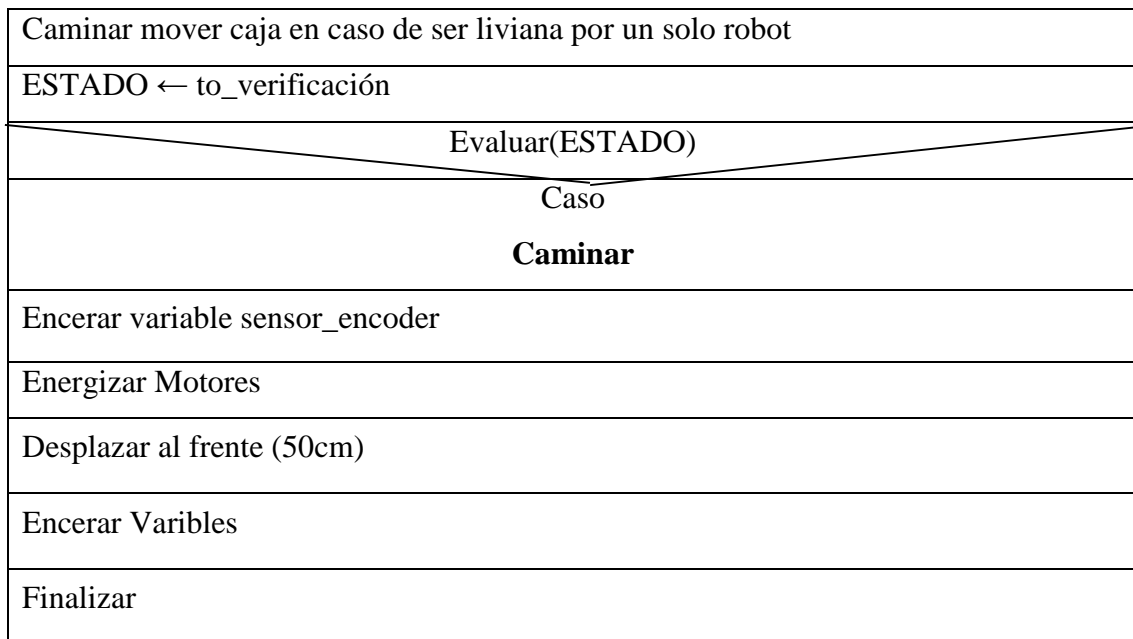 Caminar mover caja en caso de ser liviana por un solo robot
ESTADO ← to_verificación
Evaluar(ESTADO)
Caso
Caminar
Encerar variable sensor_encoder
Energizar Motores
Desplazar al frente (50cm)
Encerar Varibles
Finalizar